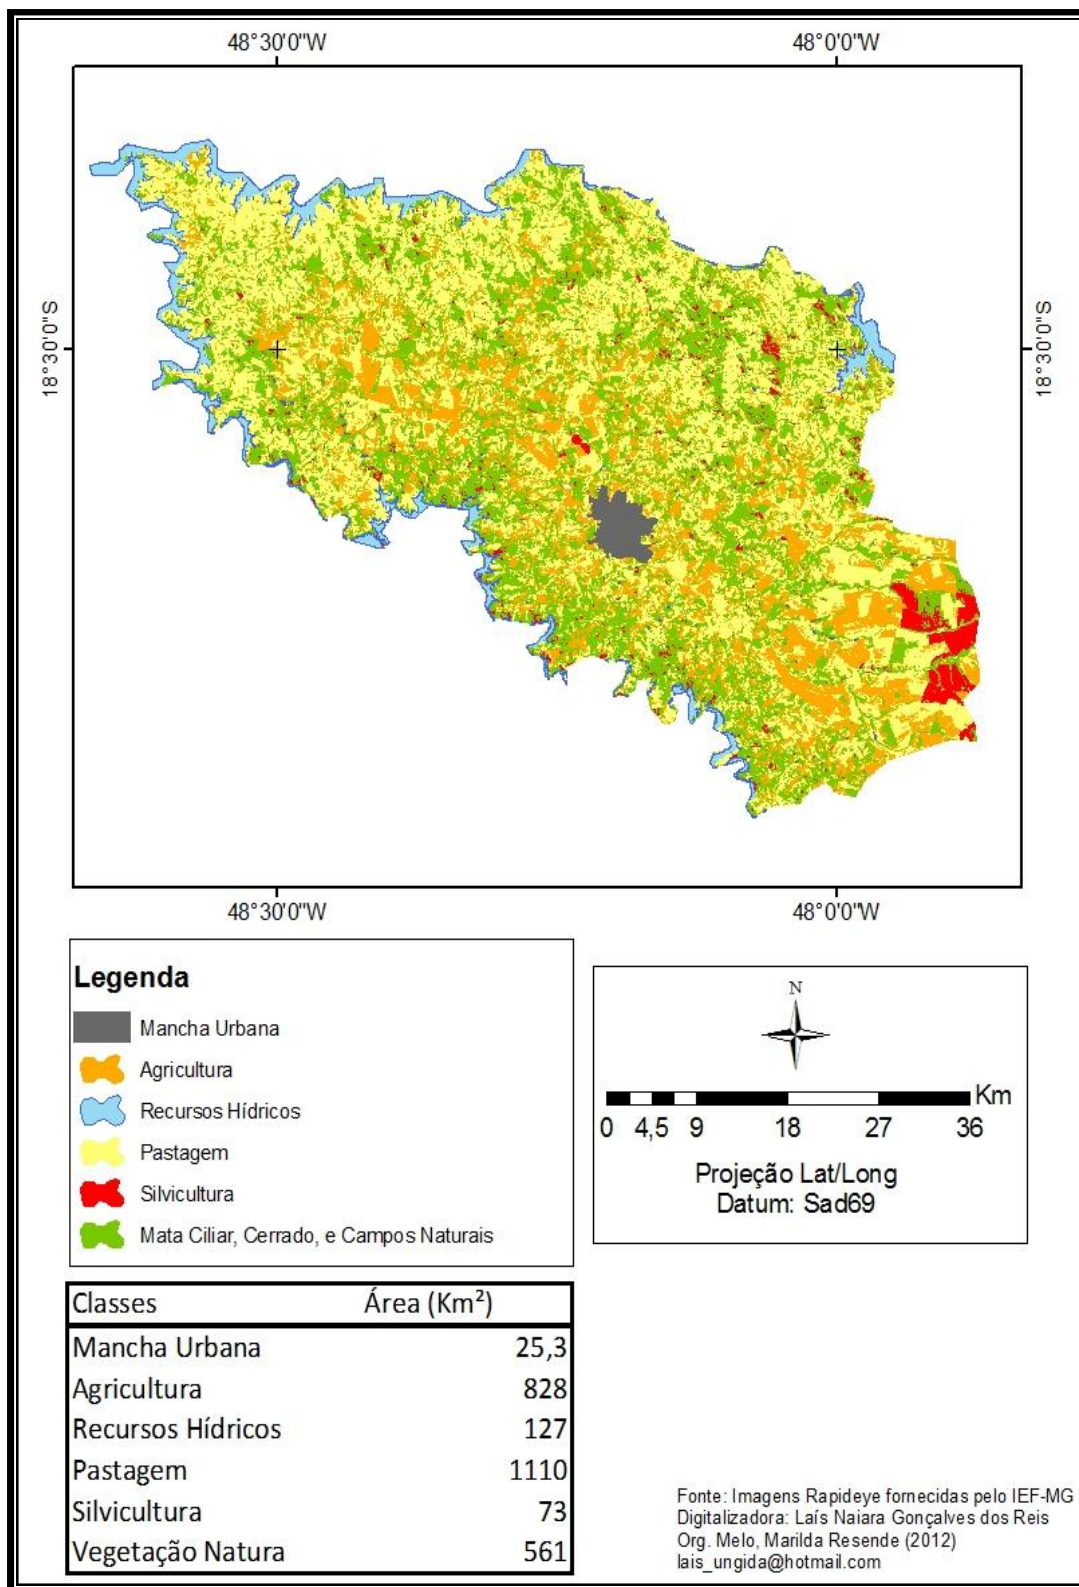 48°30'0"W 48°0'0"W
18°30'0"S 18°30'0"S
48°30'0"W 48°0'0"W
Legenda
Mancha Urbana
Agricultura
Recursos Hídricos
Pastagem
Silvicultura
Mata Ciliar, Cerrado, e Campos Naturais
N
Km
0 4,5 9 18 27 36
Projeção Lat/Long
Datum: Sad69
Classes Área (Km²)
Mancha Urbana 25,3
Agricultura 828
Recursos Hídricos 127
Pastagem 1110
Silvicultura 73
Vegetação Natura 561
Fonte: Imagens Rapideye fornecidas pelo IEF-MG
Digitalizadora: Laís Naiara Gonçalves dos Reis
Org. Melo, Marilda Resende (2012)
lais_ungida@hotmail.com